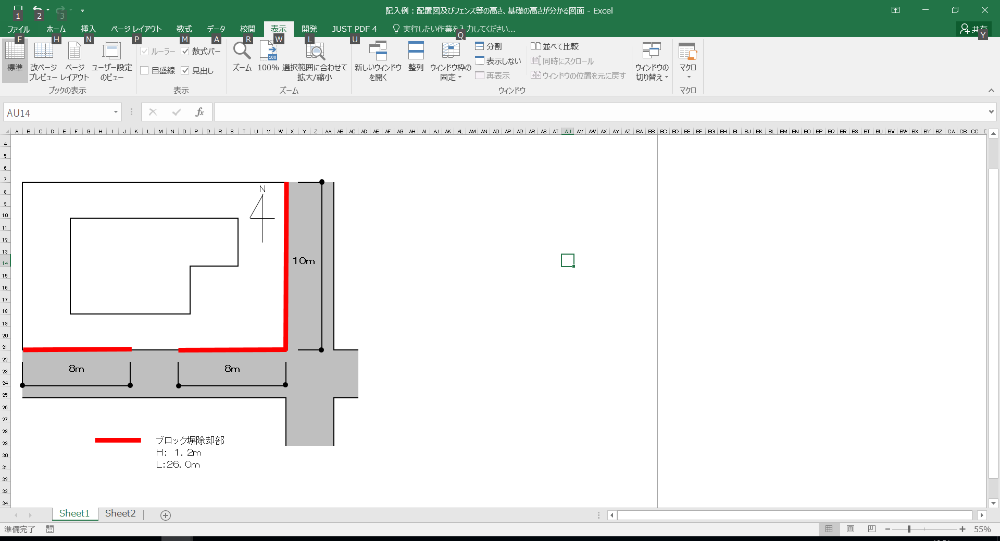 記入例：配置図及びフェンス等の高さ、基礎の高さが分かる図面 - Excel
1 2 3
ファイル ホーム 挿入 ページ レイアウト 数式 データ 校閲 表示 開発 JUST PDF 4 実行したい作業を入力してください... 共有
F H N P M A R W L U Q Y
標準 改ページ プレビュー ページ レイアウト ユーザー設定 のビュー
ルーラー 数式バー
目盛線 見出し
ズーム 100% 選択範囲に合わせて 拡大/縮小
新しいウィンドウ を開く 整列 ウィンドウ枠の 固定
分割
表示しない
再表示
並べて比較
同時にスクロール
ウィンドウの位置を元に戻す
ウィンドウの 切り替え マクロ
ブックの表示 表示 ズーム ウィンドウ マクロ
AU14 fx
A B C D E F G H I J K L M N O P Q R S T U V W X Y Z AA AB AC AD AE AF AG AH AI AJ AK AL AM AN AO AP AQ AR AS AT AU AV AW AX AY AZ BA BB BC BD BE BF BG BH BI BJ BK BL BM BN BO BP BQ BR BS BT BU BV BW BX BY BZ CA CB CC
4
5
6
7
8
9
10
11
12
13
14
15
16
17
18
19
20
21
22
23
24
25
26
27
28
29
30
31
32
33
34
N
10m
8m 8m
ブロック塀除却部
H: 1. 2m
L:26. 0m
Sheet1 Sheet2
準備完了 55%